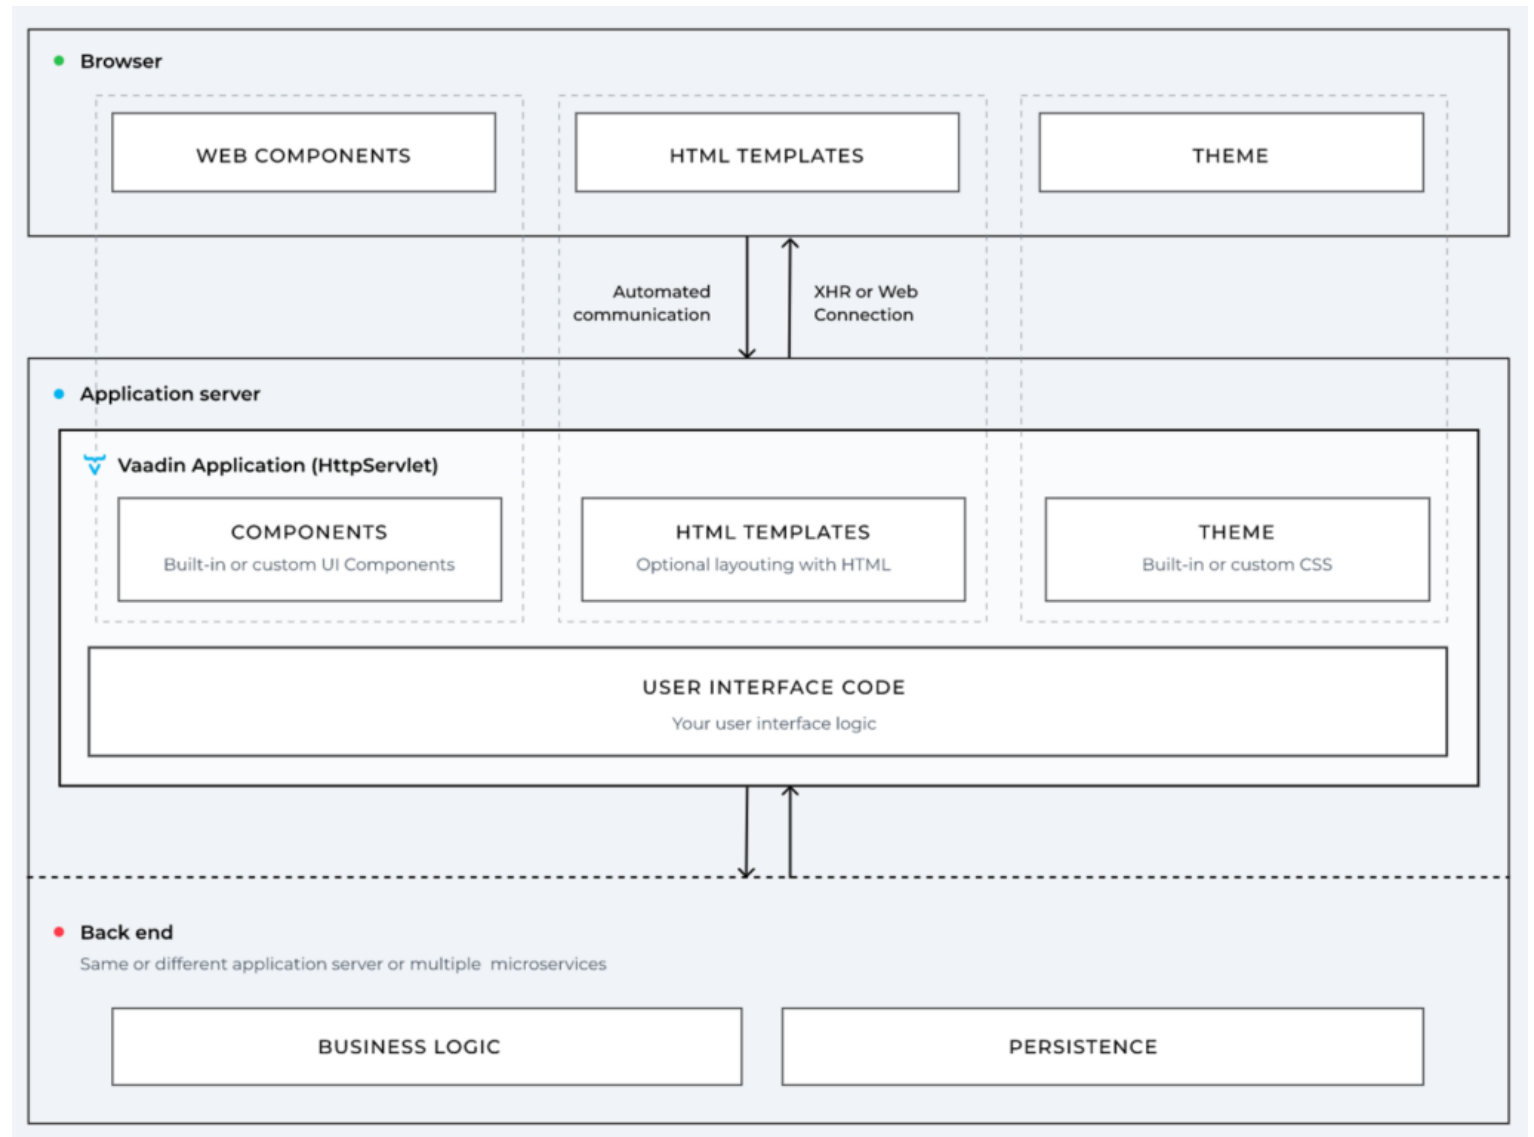 Browser
WEB COMPONENTS
HTML TEMPLATES
THEME
Automated
communication
XHR or Web
Connection
Application server
Vaadin Application (HttpServlet)
COMPONENTS
Built-in or custom UI Components
HTML TEMPLATES
Optional layouting with HTML
THEME
Built-in or custom CSS
USER INTERFACE CODE
Your user interface logic
Back end
Same or different application server or multiple  microservices
BUSINESS LOGIC
PERSISTENCE